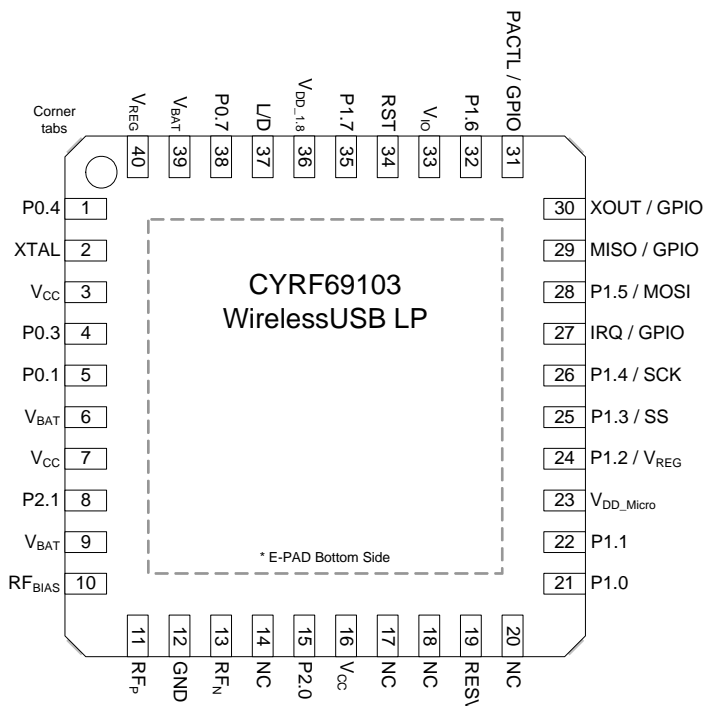 PACTL / GPIO
P1.6
VIO
RST
P1.7
VDD_1.8
L/D
P0.7
VBAT
VREG
Corner
tabs
40 39 38 37 36 35 34 33 32 31
P0.4 1
XTAL 2
VCC 3
P0.3 4
P0.1 5
VBAT 6
VCC 7
P2.1 8
VBAT 9
RFBIAS 10
CYRF69103
WirelessUSB LP
* E-PAD Bottom Side
30 XOUT / GPIO
29 MISO / GPIO
28 P1.5 / MOSI
27 IRQ / GPIO
26 P1.4 / SCK
25 P1.3 / SS
24 P1.2 / VREG
23 VDD_Micro
22 P1.1
21 P1.0
11 12 13 14 15 16 17 18 19 20
RFP
GND
RFN
NC
P2.0
VCC
NC
NC
NC